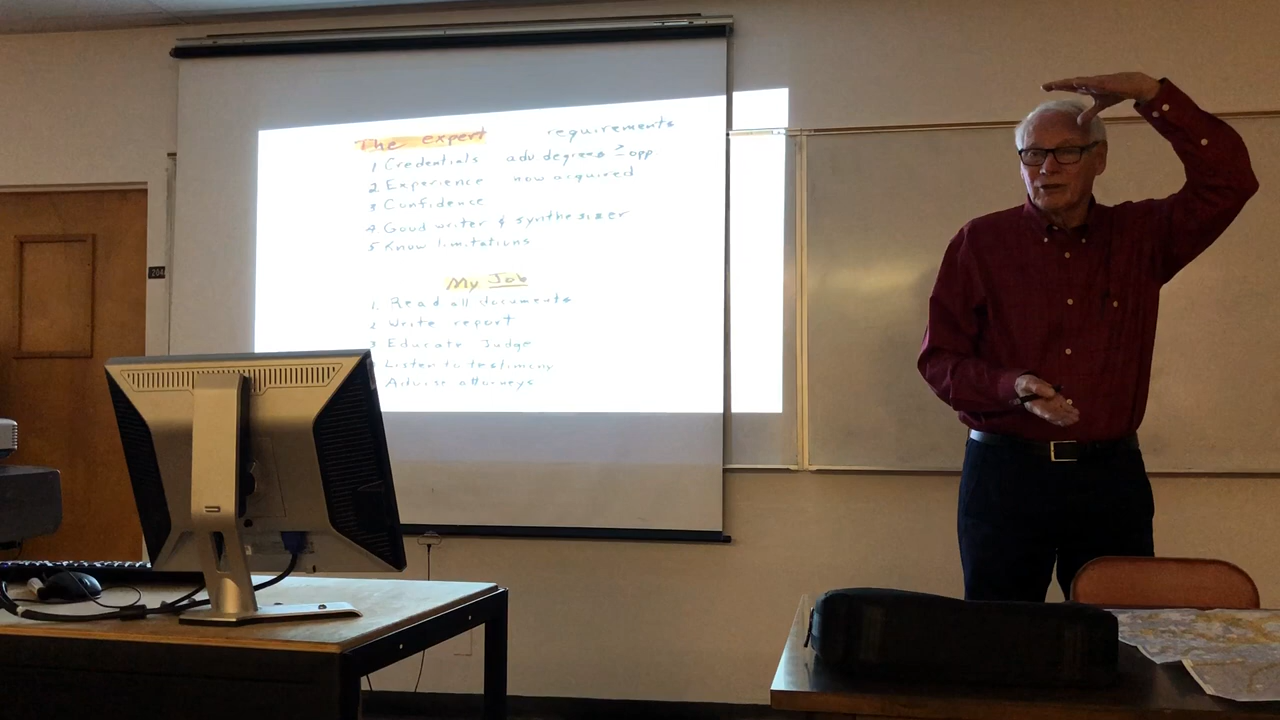 The expert requirements
1 Credentials adv degrees ≥ opp.
2 Experience how acquired
3 Confidence
4. Good writer & synthesizer
5 Know limitations
My Job
1. Read all documents
2 Write report
3 Educate Judge
Listen to testimony
Advise attorneys
204